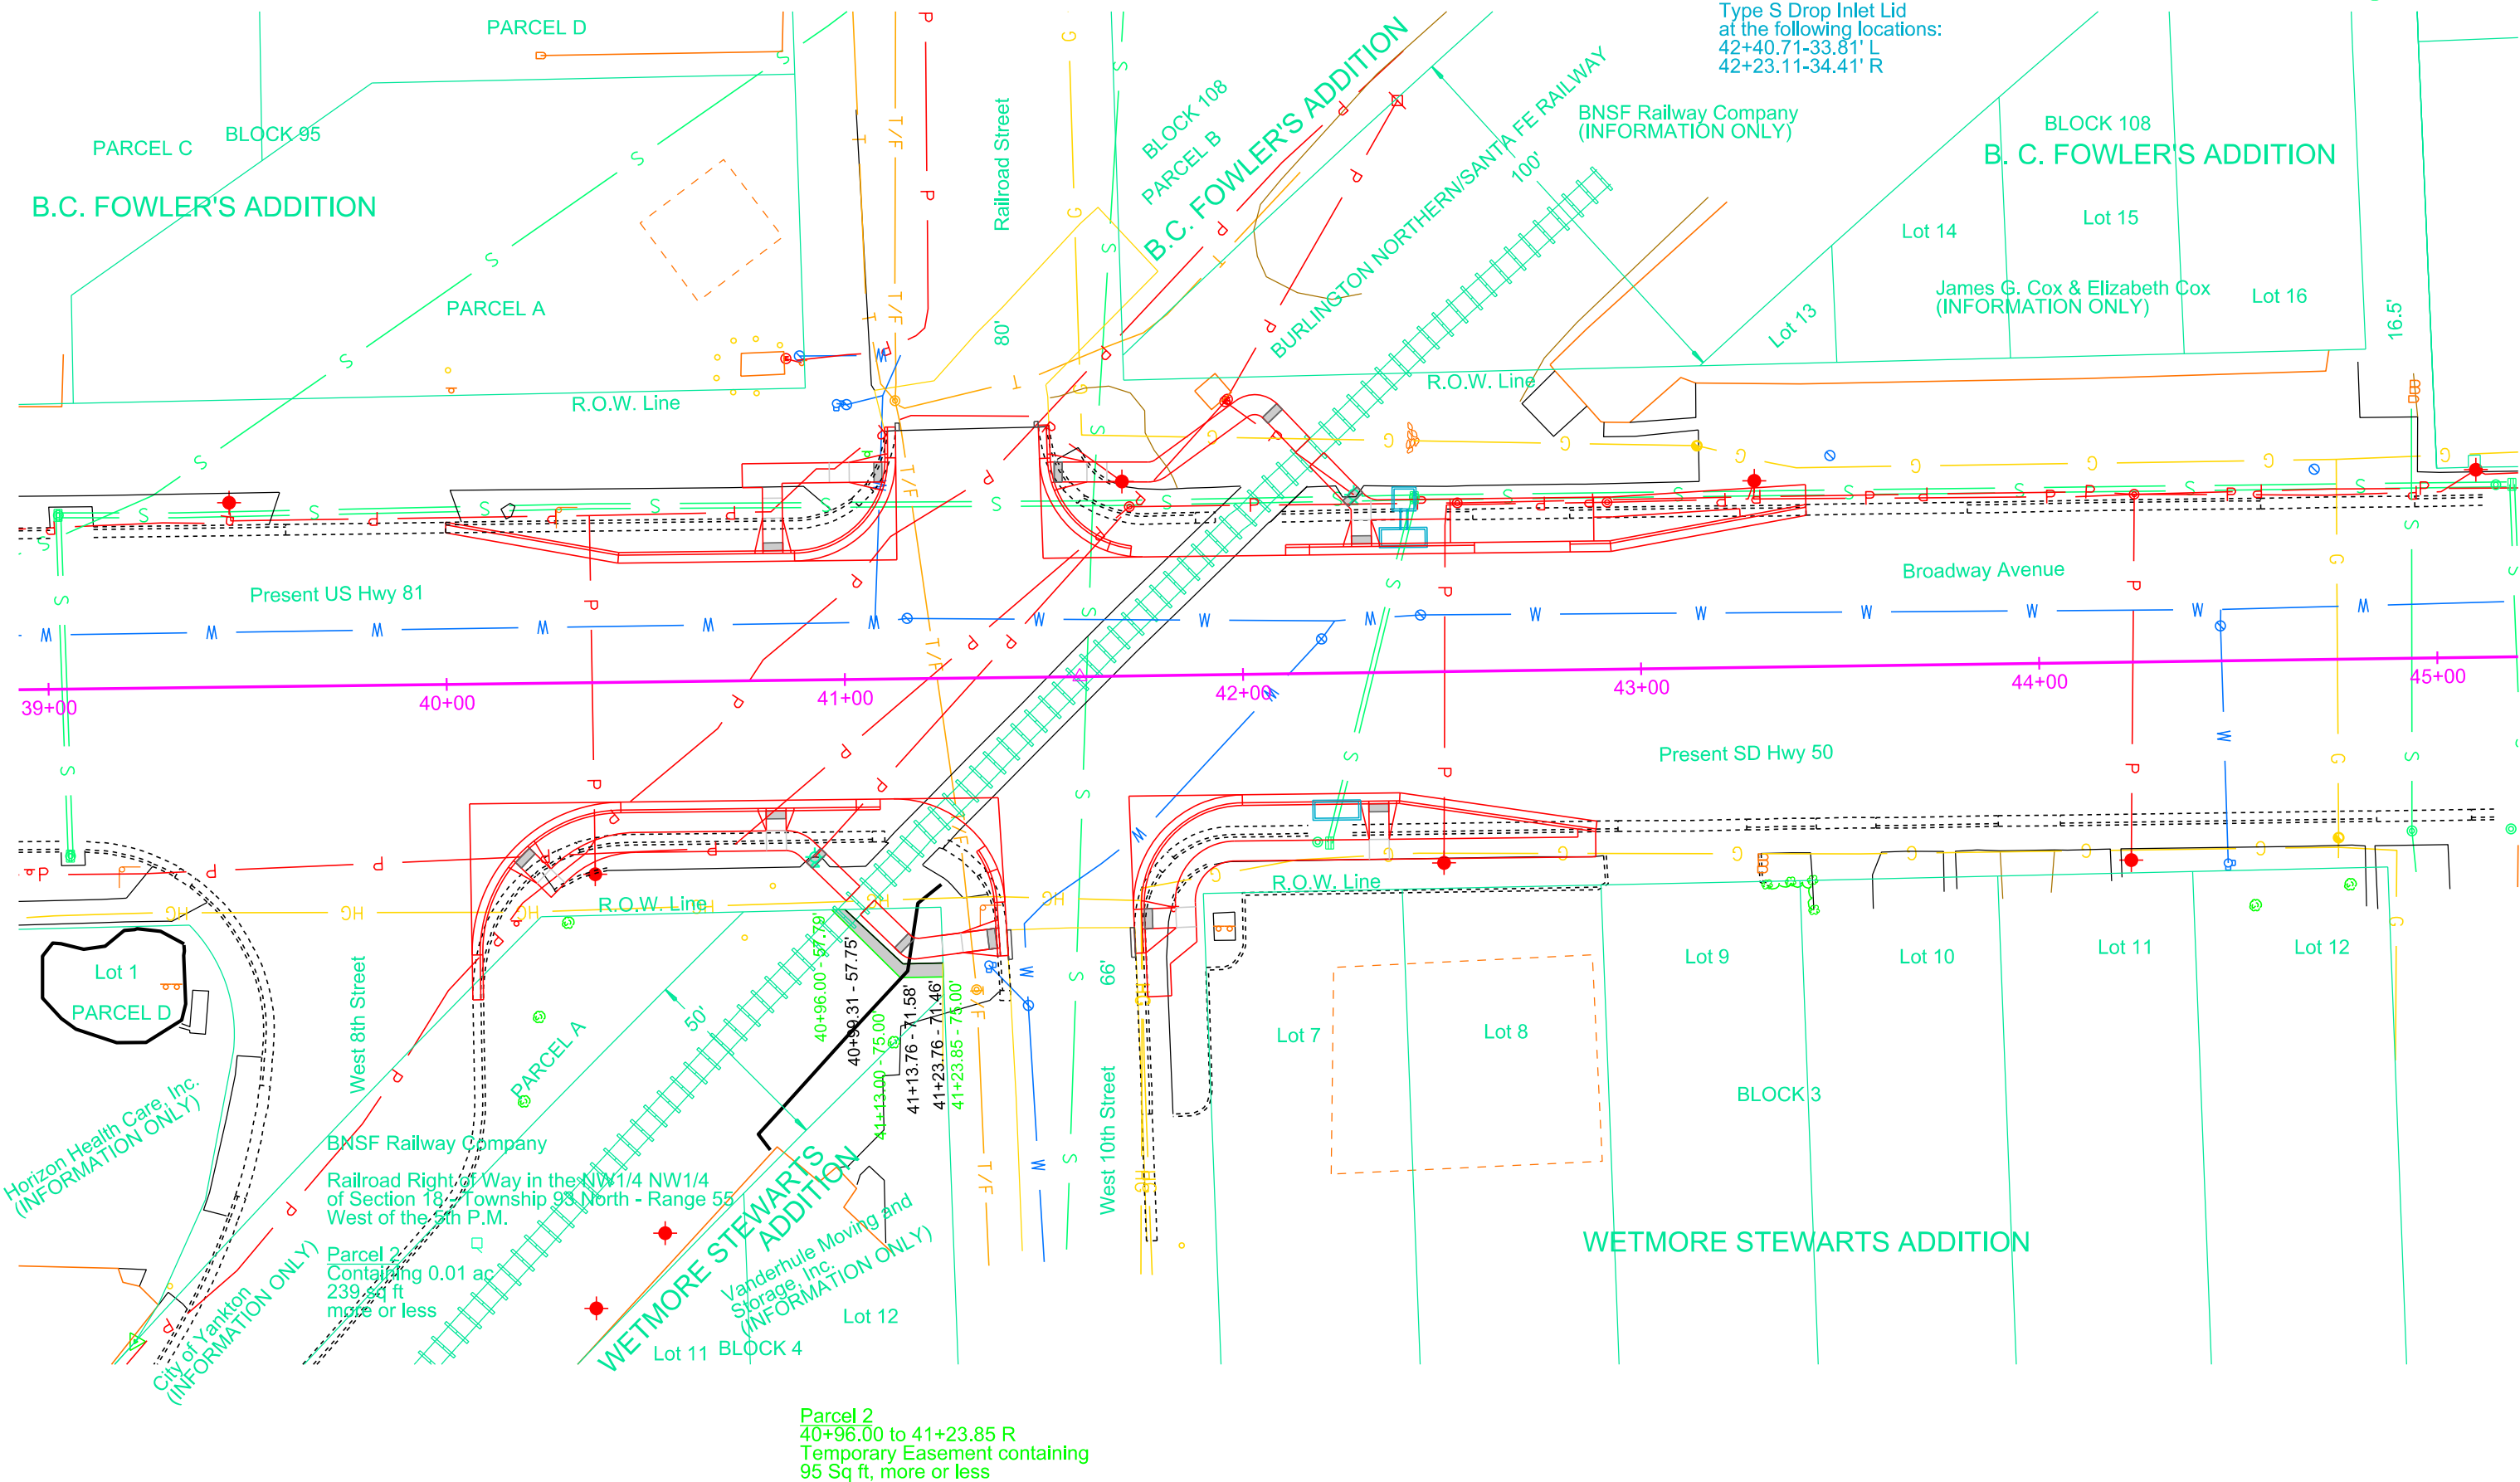 Type S Drop Inlet Lid
at the following locations:
42+40.71-33.81' L
42+23.11-34.41' R
PARCEL D
PARCEL C
BLOCK 95
B.C. FOWLER'S ADDITION
PARCEL A
R.O.W. Line
Railroad Street
80'
BLOCK 108
PARCEL B
B.C. FOWLER'S ADDITION
BURLINGTON NORTHERN/SANTA FE RAILWAY
100'
BNSF Railway Company
(INFORMATION ONLY)
BLOCK 108
B. C. FOWLER'S ADDITION
Lot 13
Lot 14
Lot 15
Lot 16
James G. Cox & Elizabeth Cox
(INFORMATION ONLY)
16.5'
R.O.W. Line
Present US Hwy 81
Broadway Avenue
39+00
40+00
41+00
42+00
43+00
44+00
45+00
Present SD Hwy 50
R.O.W. Line
R.O.W. Line
Lot 1
PARCEL D
West 8th Street
PARCEL A
50'
40+96.00 - 57.79'
40+99.31 - 57.75'
41+13.00 - 75.00'
41+13.76 - 71.58'
41+23.76 - 71.46'
41+23.85 - 75.00'
66'
West 10th Street
Lot 7
Lot 8
Lot 9
Lot 10
Lot 11
Lot 12
BLOCK 3
WETMORE STEWARTS ADDITION
Horizon Health Care, Inc.
(INFORMATION ONLY)
BNSF Railway Company
Railroad Right of Way in the NW1/4 NW1/4
of Section 18 - Township 93 North - Range 55
West of the 5th P.M.
Parcel 2
Containing 0.01 ac
239 sq ft
more or less
City of Yankton
(INFORMATION ONLY)
WETMORE STEWARTS
ADDITION
Vanderhule Moving and
Storage, Inc.
(INFORMATION ONLY)
Lot 12
Lot 11
BLOCK 4
Parcel 2
40+96.00 to 41+23.85 R
Temporary Easement containing
95 Sq ft, more or less